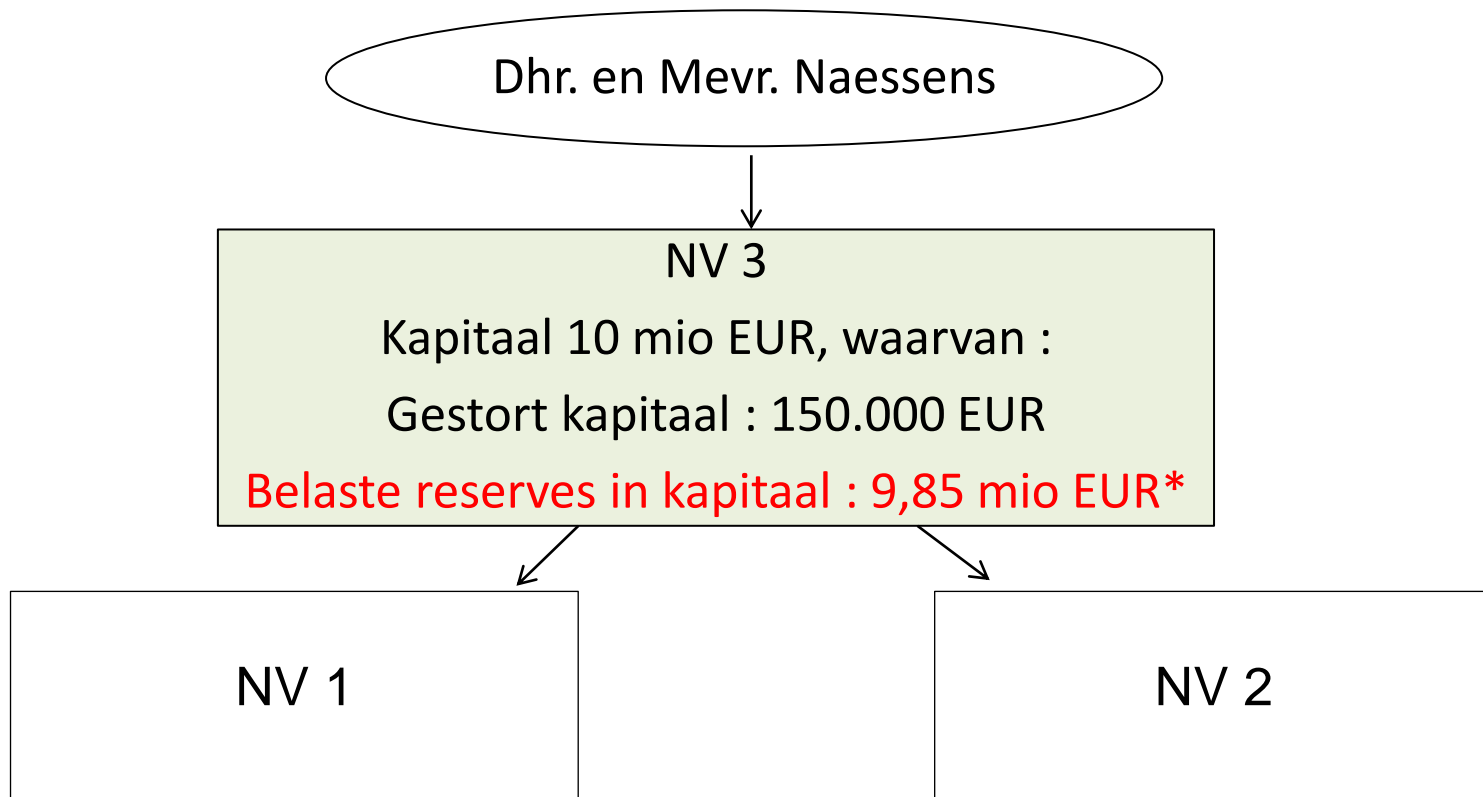 Dhr. en Mevr. Naessens
NV 3
Kapitaal 10 mio EUR, waarvan :
Gestort kapitaal : 150.000 EUR
Belaste reserves in kapitaal : 9,85 mio EUR*
NV 1
NV 2